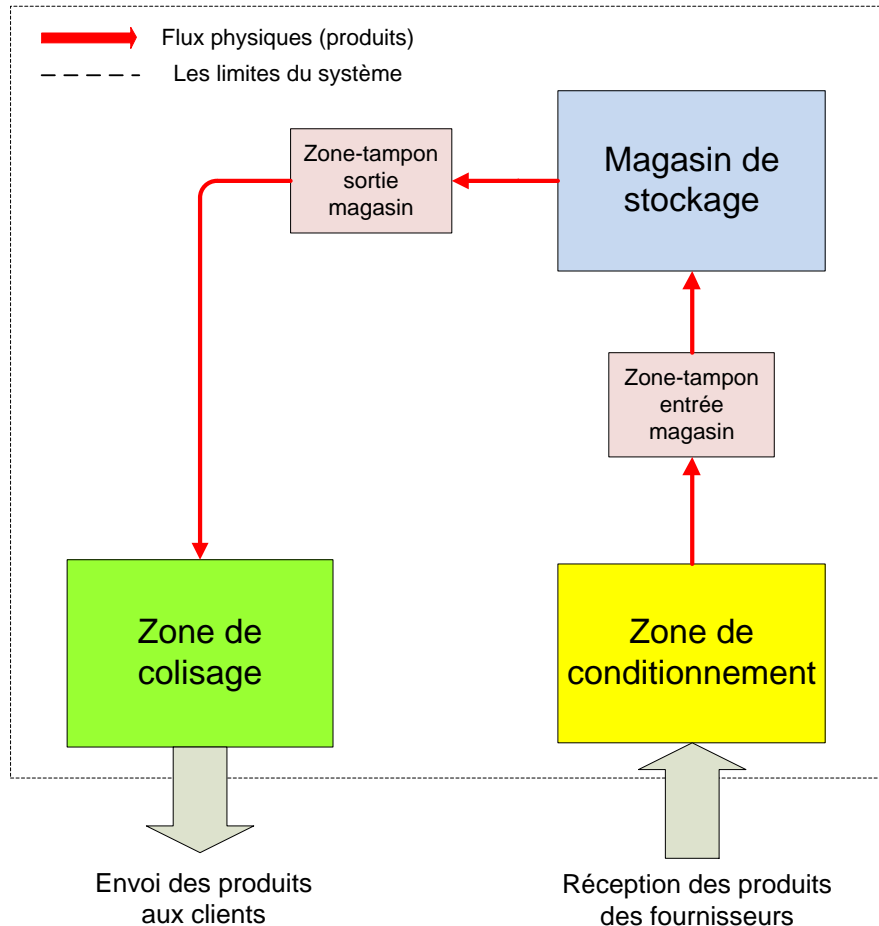 Flux physiques (produits)
Les limites du système
Zone-tampon
sortie
magasin
Magasin de
stockage
Zone-tampon
entrée
magasin
Zone de
colisage
Zone de
conditionnement
Envoi des produits
aux clients
Réception des produits
des fournisseurs